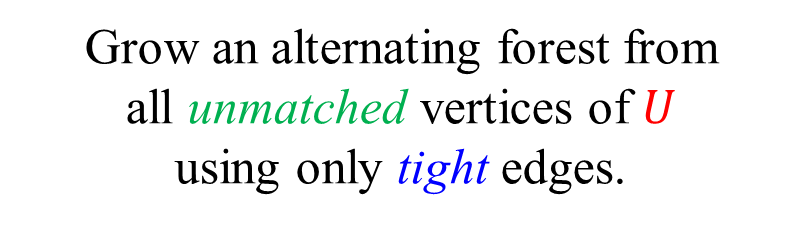 Grow an alternating forest from
all unmatched vertices of U
using only tight edges.